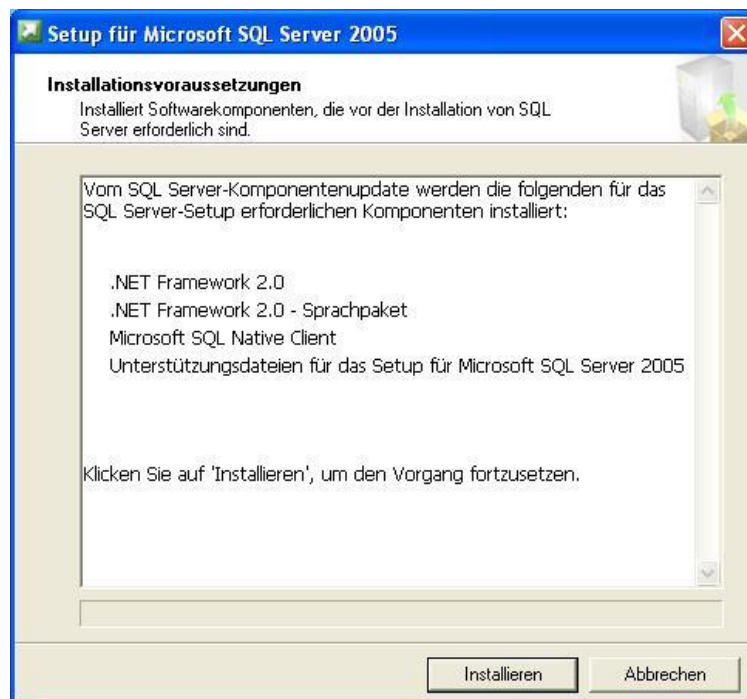 Setup für Microsoft SQL Server 2005
Installationsvoraussetzungen
Installiert Softwarekomponenten, die vor der Installation von SQL
Server erforderlich sind.
Vom SQL Server-Komponentenupdate werden die folgenden für das
SQL Server-Setup erforderlichen Komponenten installiert:
.NET Framework 2.0
.NET Framework 2.0 - Sprachpaket
Microsoft SQL Native Client
Unterstützungsdateien für das Setup für Microsoft SQL Server 2005
Klicken Sie auf 'Installieren', um den Vorgang fortzusetzen.
Installieren
Abbrechen